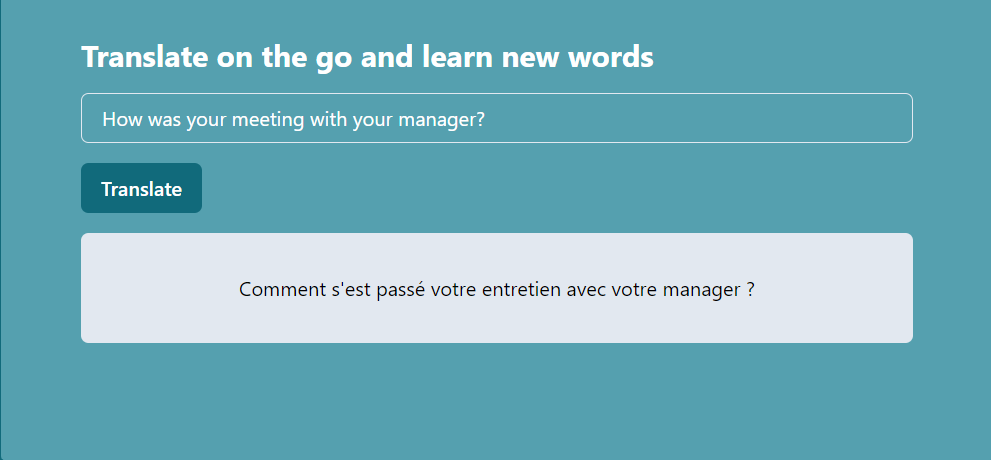 Translate on the go and learn new words
How was your meeting with your manager?
Translate
Comment s'est passé votre entretien avec votre manager ?